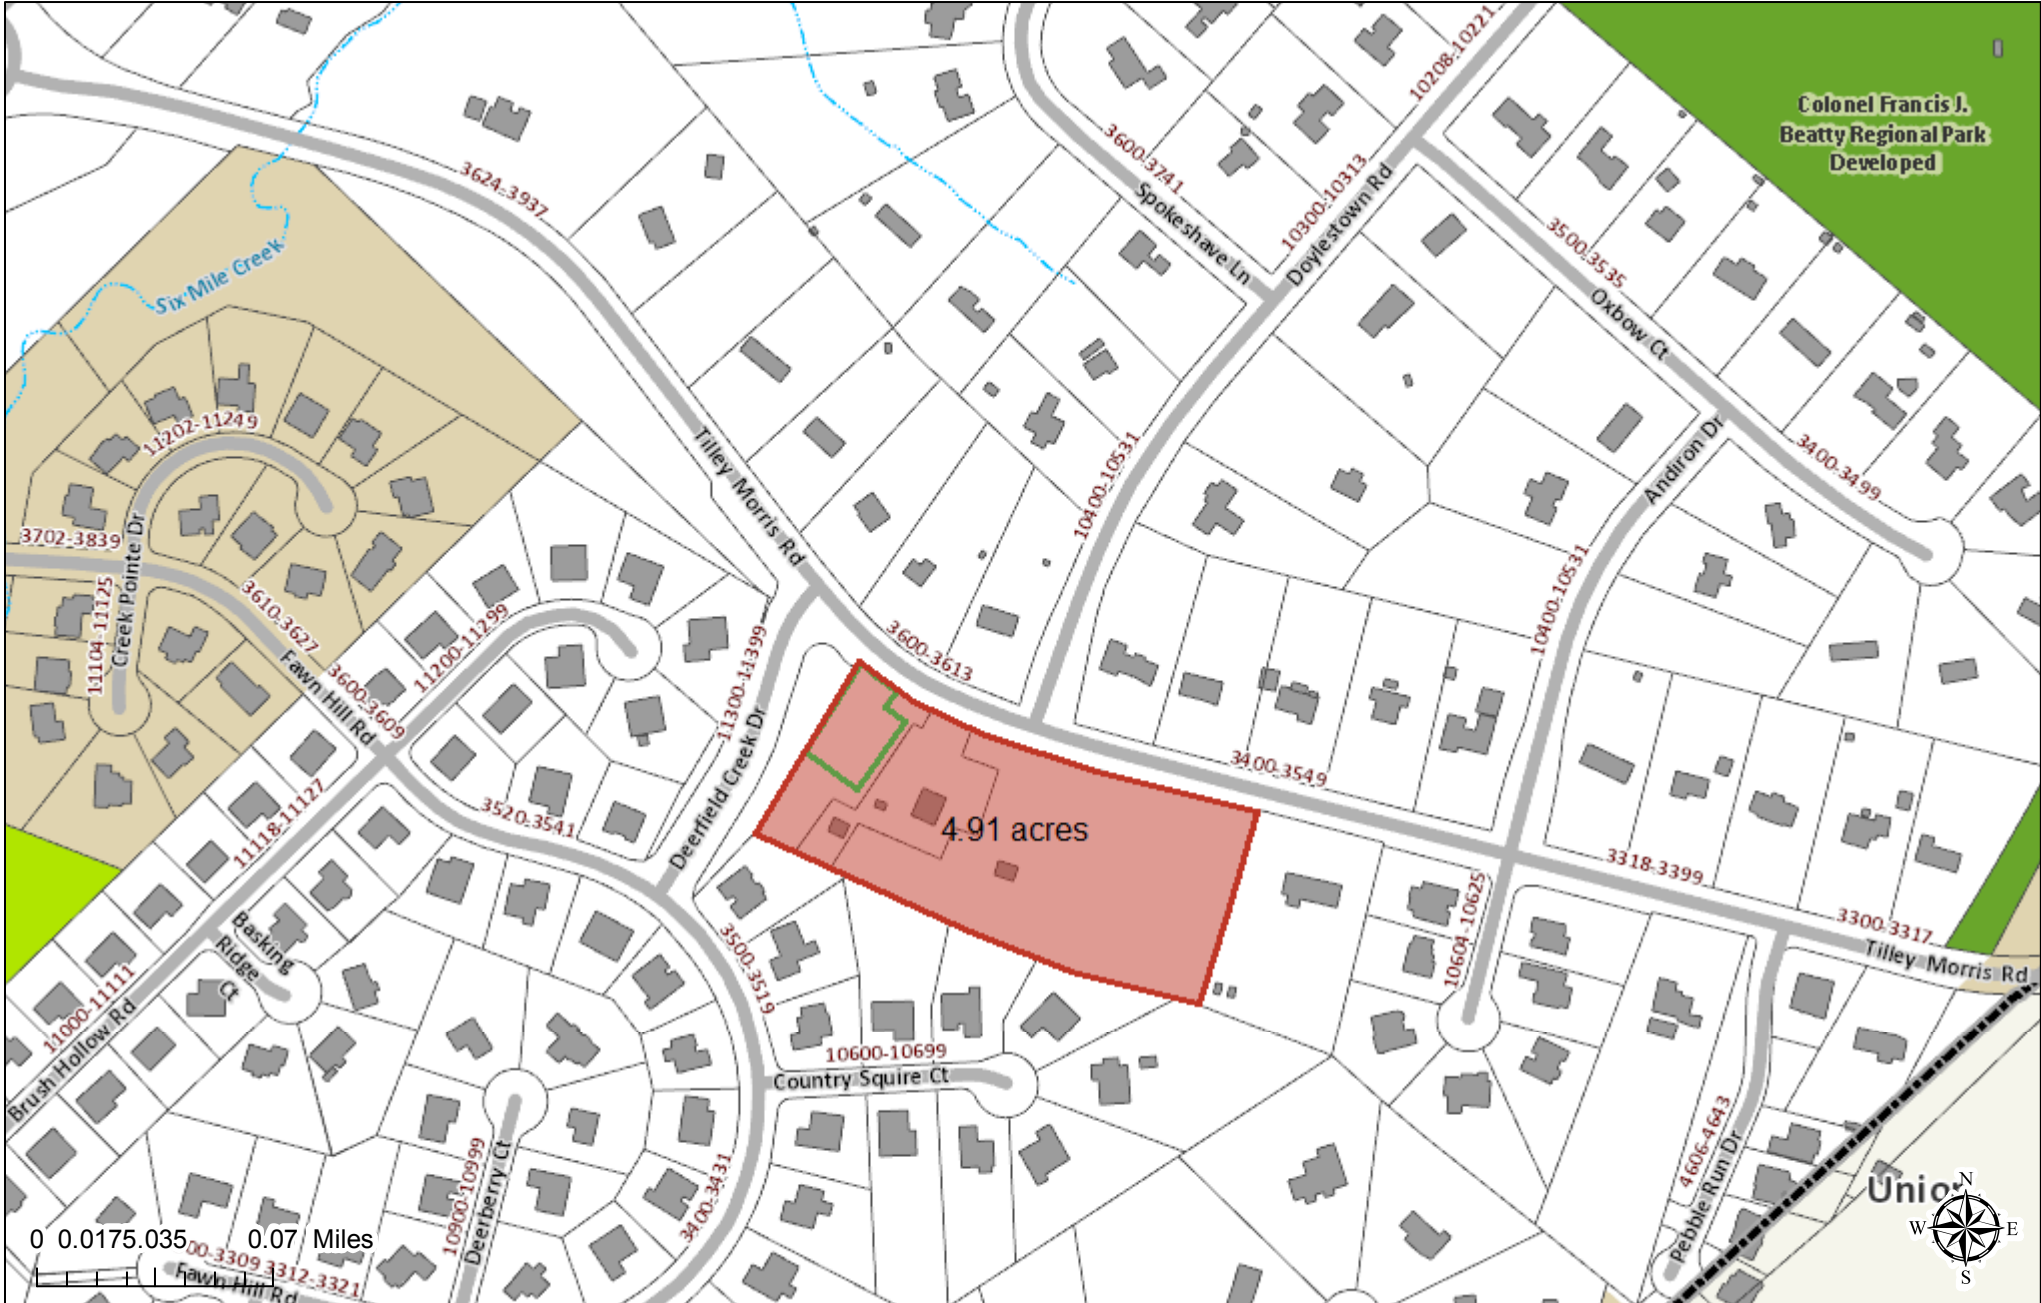 10208-10221
Colonel Francis J.
Beatty Regional Park
Developed
3600-3741
Spokeshave Ln
10300-10313
Doylestown Rd
3624-3937
3500-3535
Oxbow Ct
Six Mile Creek
11202-11249
Tilley Morris Rd
10400-10531
Andiron Dr
3400-3499
3702-3839
Creek Pointe Dr
11104-11125
3610-3627
Fawn Hill Rd
3600-3609
11200-11299
11300-11399
Deerfield Creek Dr
3600-3613
10400-10531
3400-3549
4.91 acres
3520-3541
11118-11127
3318-3399
3300-3317
Tilley Morris Rd
10604-10625
Basking
Ridge
Ct
3500-3519
11000-11111
Brush Hollow Rd
10600-10699
Country Squire Ct
10900-10999
Deerberry Ct
3400-3431
4606-4643
Pebble Run Dr
Union
N
W
E
S
0 0.0175.035 0.07 Miles
00-3309 3312-3321
Fawn Hill Rd